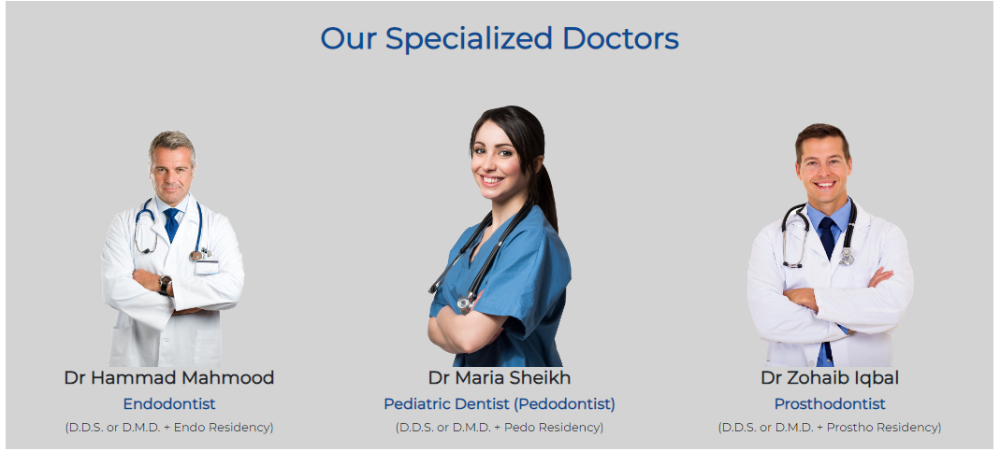 Our Specialized Doctors
Dr Hammad Mahmood
Endodontist
(D.D.S. or D.M.D. + Endo Residency)
Dr Maria Sheikh
Pediatric Dentist (Pedodontist)
(D.D.S. or D.M.D. + Pedo Residency)
Dr Zohaib Iqbal
Prosthodontist
(D.D.S. or D.M.D. + Prostho Residency)